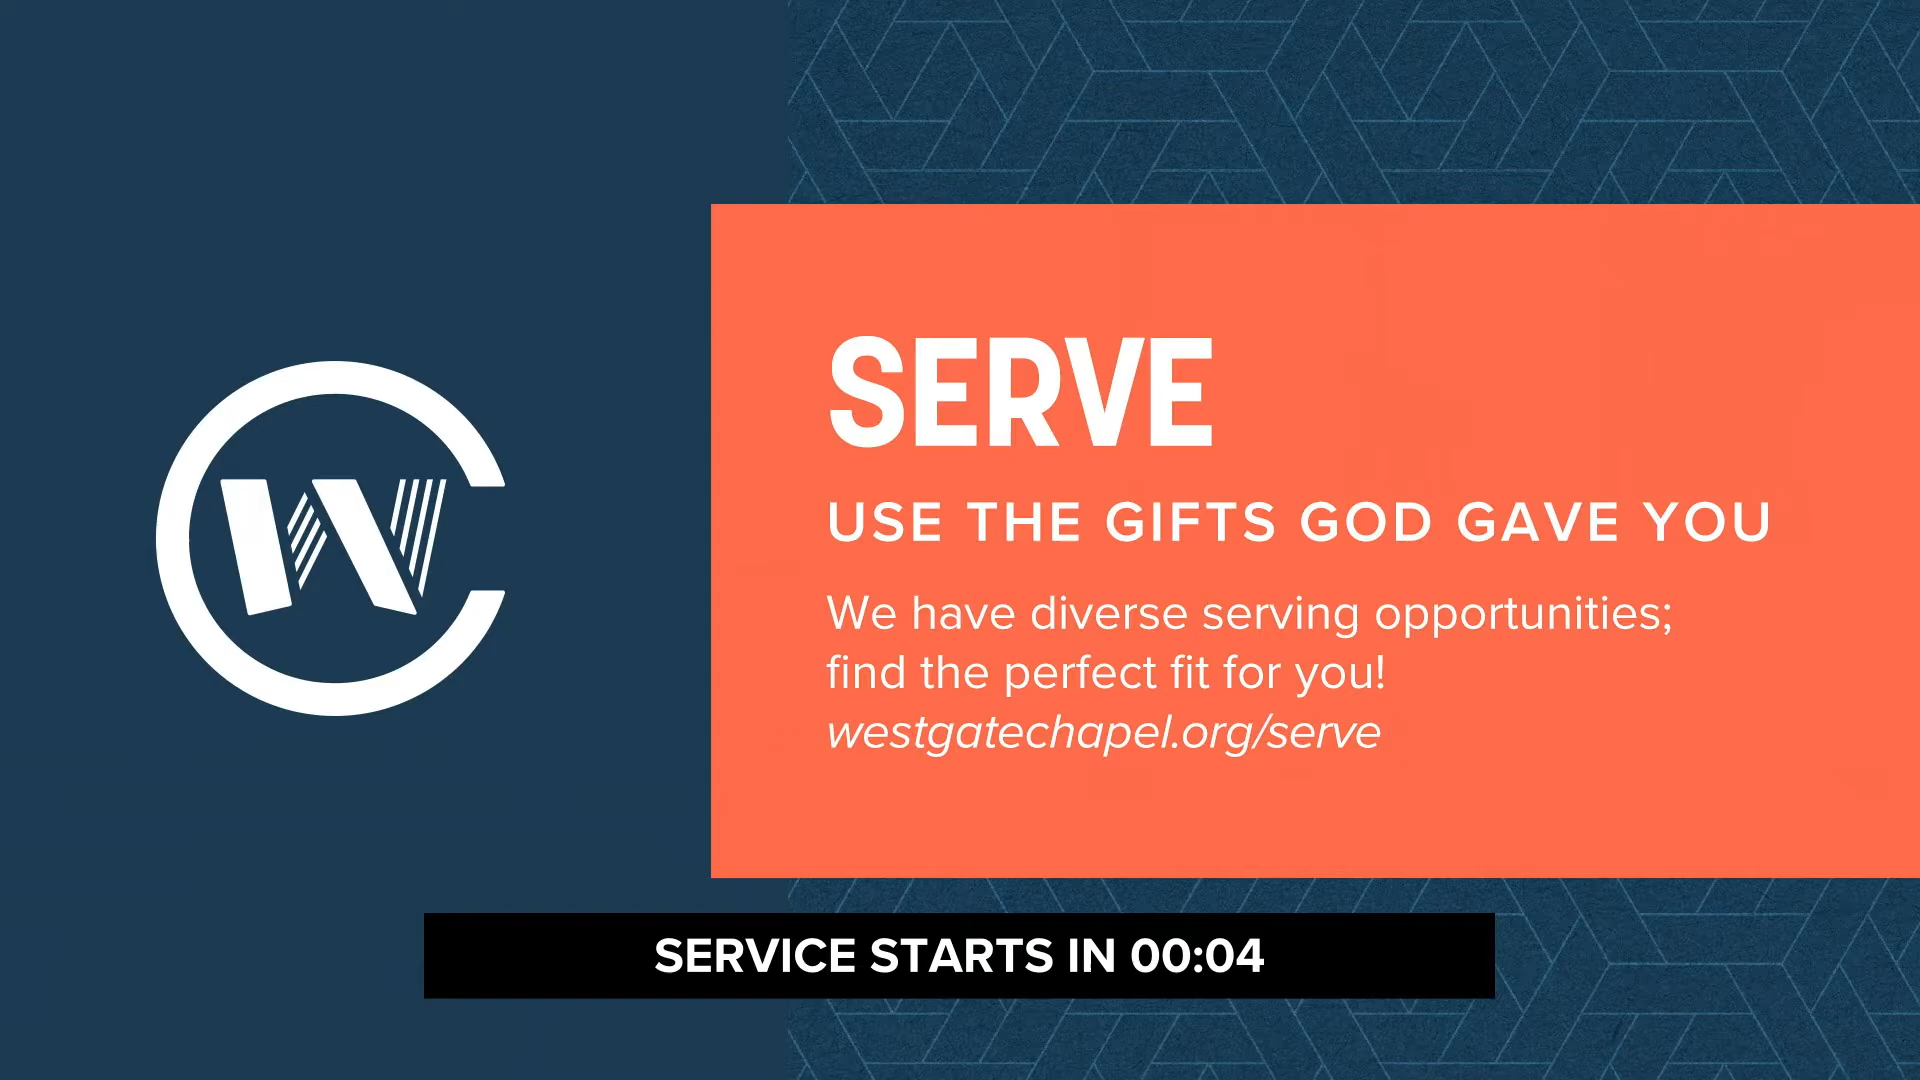 CW
SERVE
USE THE GIFTS GOD GAVE YOU
We have diverse serving opportunities;
find the perfect fit for you!
westgatechapel.org/serve
SERVICE STARTS IN 00:04